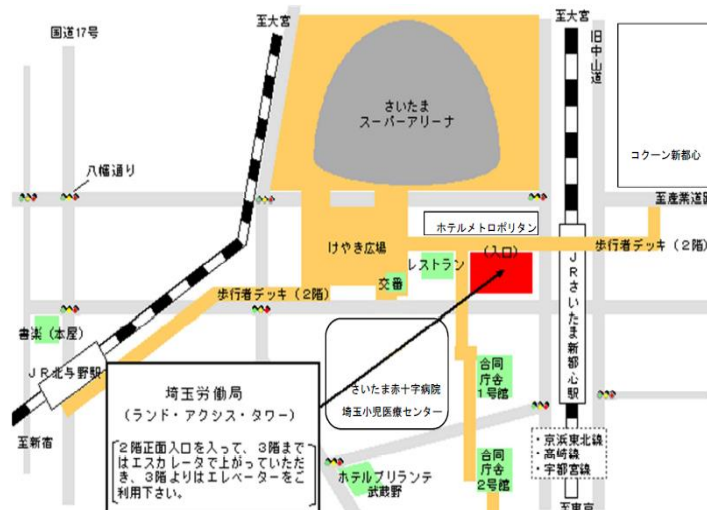 至大宮
至大宮
国道17号
旧中山道
さいたま
スーパーアリーナ
コクーン新都心
八幡通り
至産業道路
ホテルメトロポリタン
けやき広場
(入口)
歩行者デッキ(2階)
レストラン
交番
歩行者デッキ(2階)
JRさいたま新都心駅
書楽(本屋)
JR北与野駅
埼玉労働局
(ランド・アクシス・タワー)
2階正面入口を入って、3階まで
はエスカレータで上がっていただ
き、3階よりはエレベーターをご
利用下さい。
さいたま赤十字病院
埼玉小児医療センター
合同
庁舎
1号館
至新宿
・京浜東北線
・高崎線
・宇都宮線
合同
庁舎
2号館
ホテルブリランテ
武蔵野
至東京